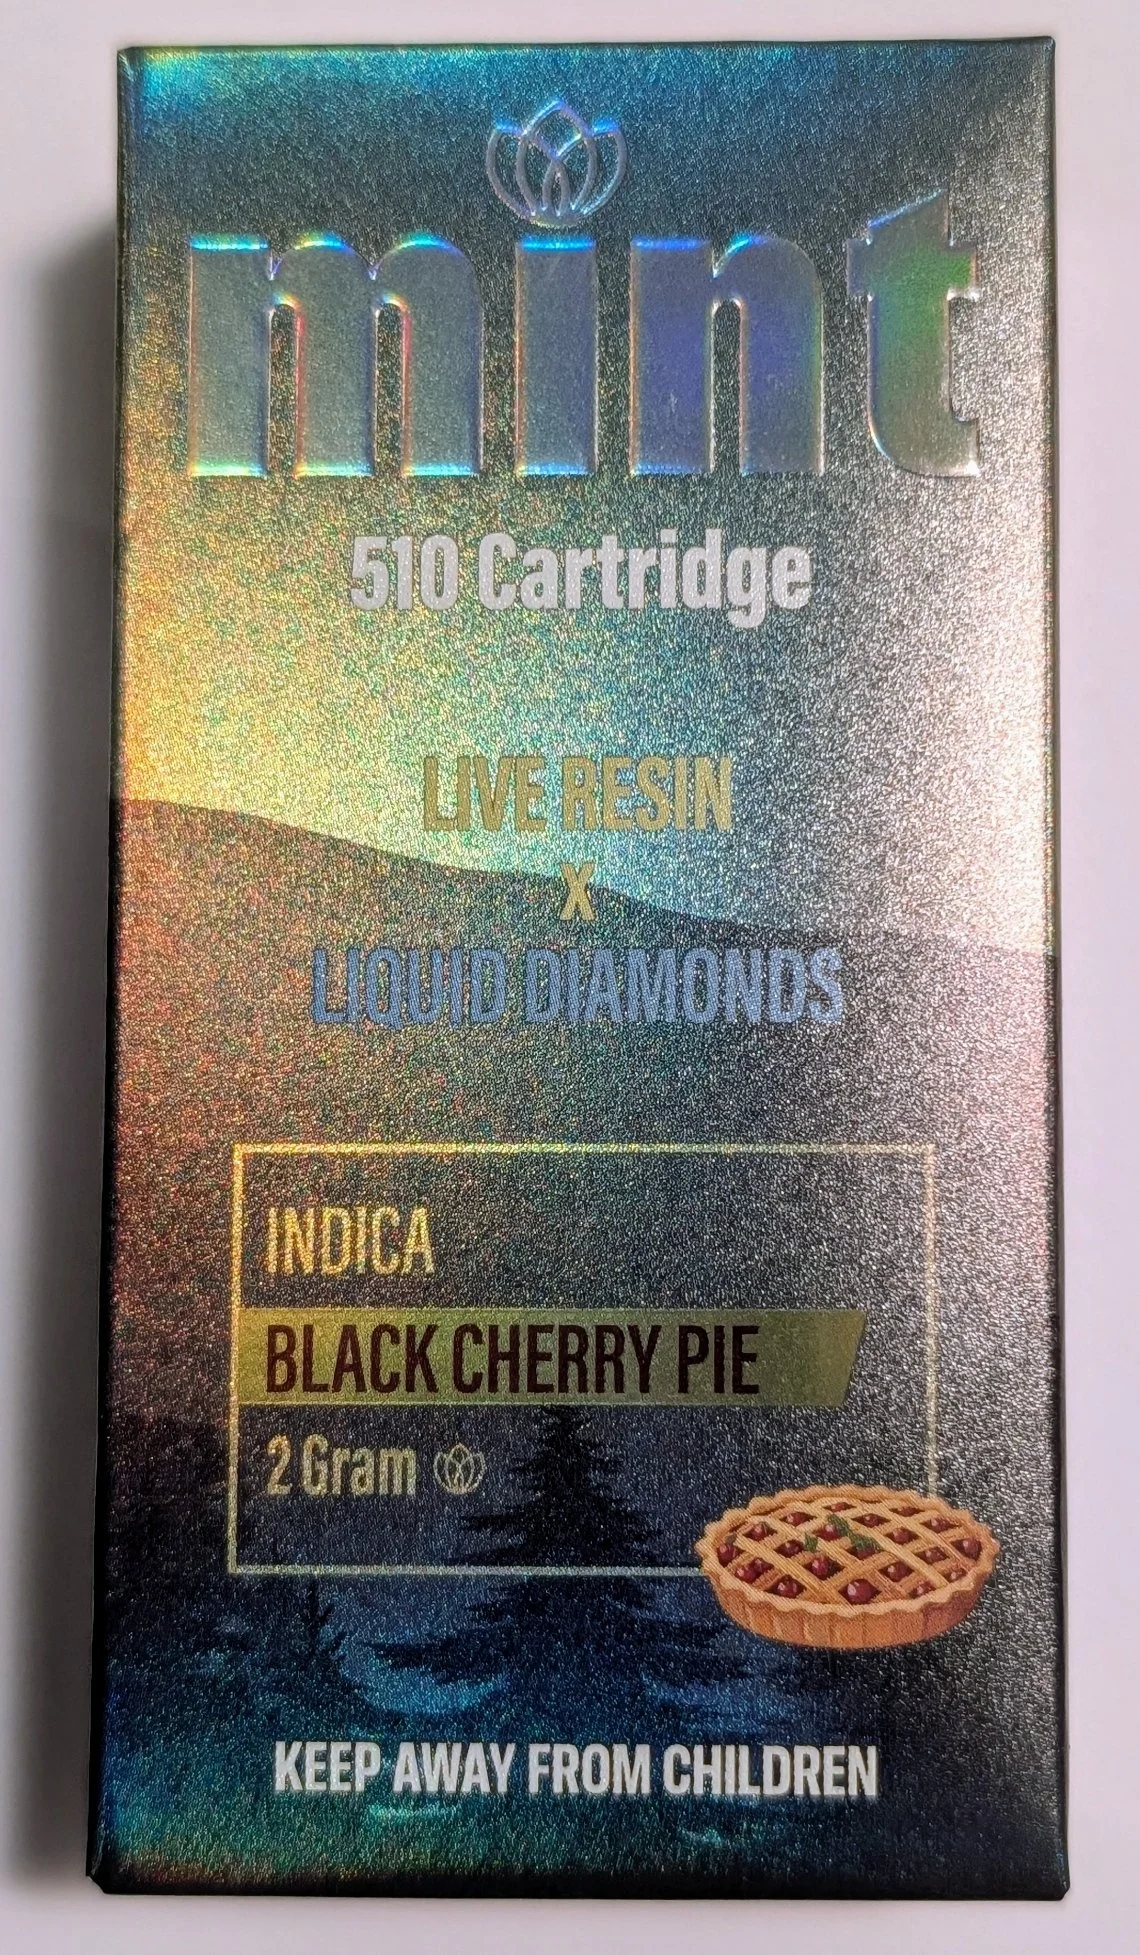 mint
510 Cartridge
LIVE RESIN
X
LIQUID DIAMONDS
INDICA
BLACK CHERRY PIE
2 Gram
KEEP AWAY FROM CHILDREN